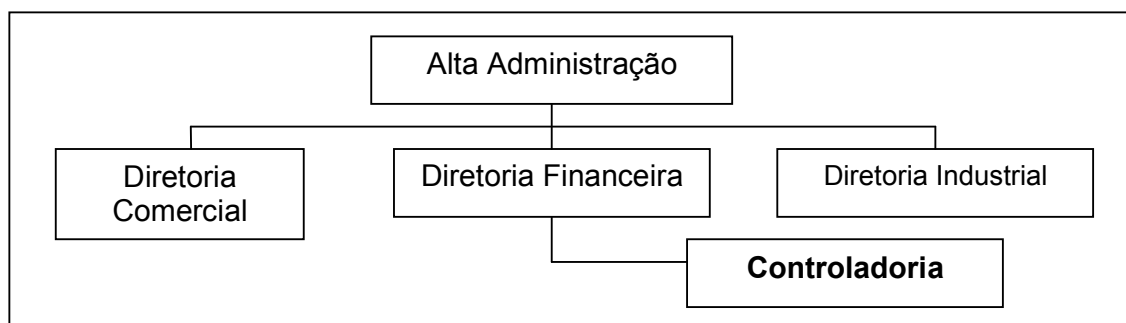 Alta Administração
Diretoria
Comercial
Diretoria Financeira
Diretoria Industrial
Controladoria